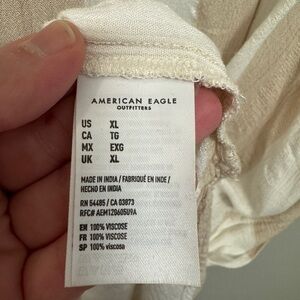 AMERICAN EAGLE
OUTFITTERS
US XL
CA TG
MX EXG
UK XL
MADE IN INDIA / FABRIQUÉ EN INDE /
HECHO EN INDIA
RN 54485 / CA 03873
RFC# AEM120605U9A
EN 100% VISCOSE
FR 100% VISCOSE
SP 100% viscosa